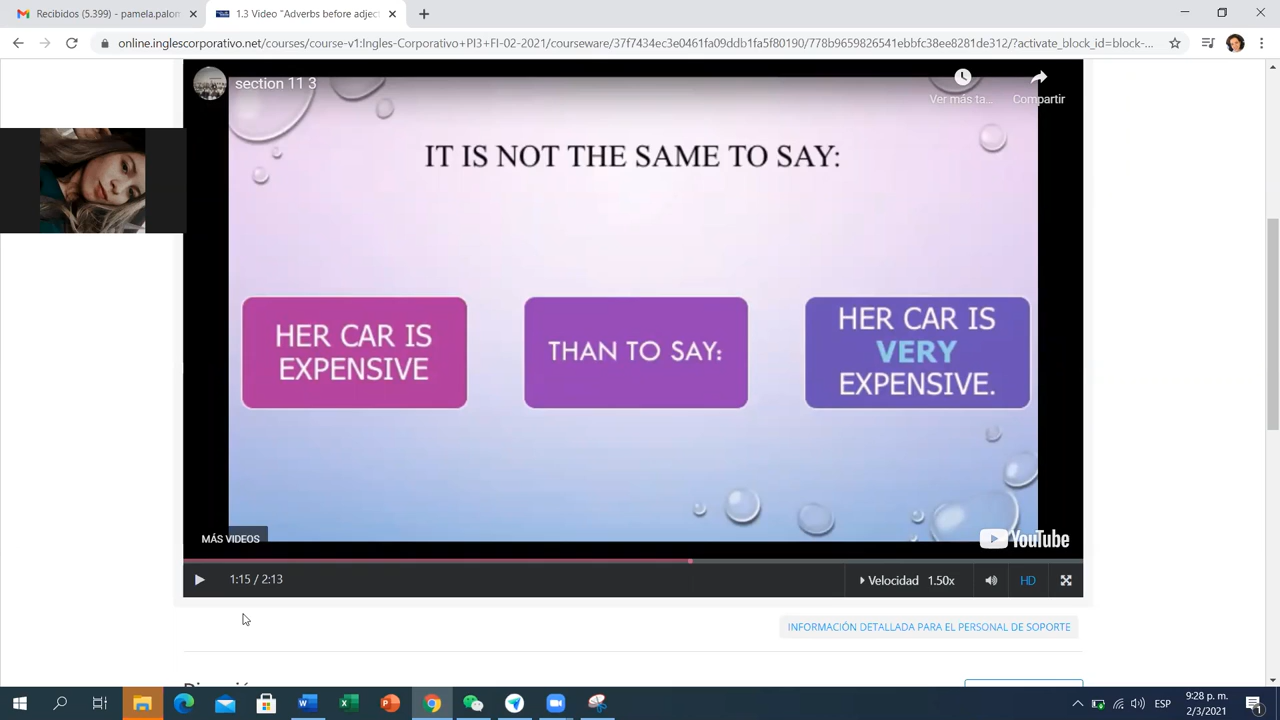 Recibidos (5.399) - pamela.palom
1.3 Video "Adverbs before adject
online.inglescorporativo.net/courses/course-v1:Ingles-Corporativo+PI3+FI-02-2021/courseware/37f7434ec3e0461fa09ddb1fa5f80190/778b9659826541ebbfc38ee8281de312/?activate_block_id=block-...
section 11 3
Ver más ta...
Compartir
IT IS NOT THE SAME TO SAY:
HER CAR IS
EXPENSIVE
THAN TO SAY:
HER CAR IS
VERY
EXPENSIVE.
MÁS VIDEOS
YouTube
1:15 / 2:13
Velocidad 1.50x
HD
INFORMACIÓN DETALLADA PARA EL PERSONAL DE SOPORTE
ESP
9:28 p. m.
2/3/2021